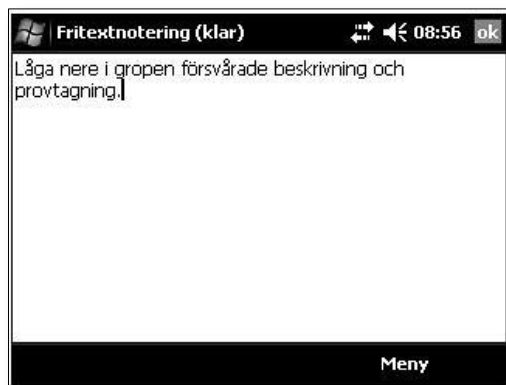 Fritextnotering (klar) 08:56 ok
Låga nere i gropen försvårade beskrivning och
provtagning.
Meny